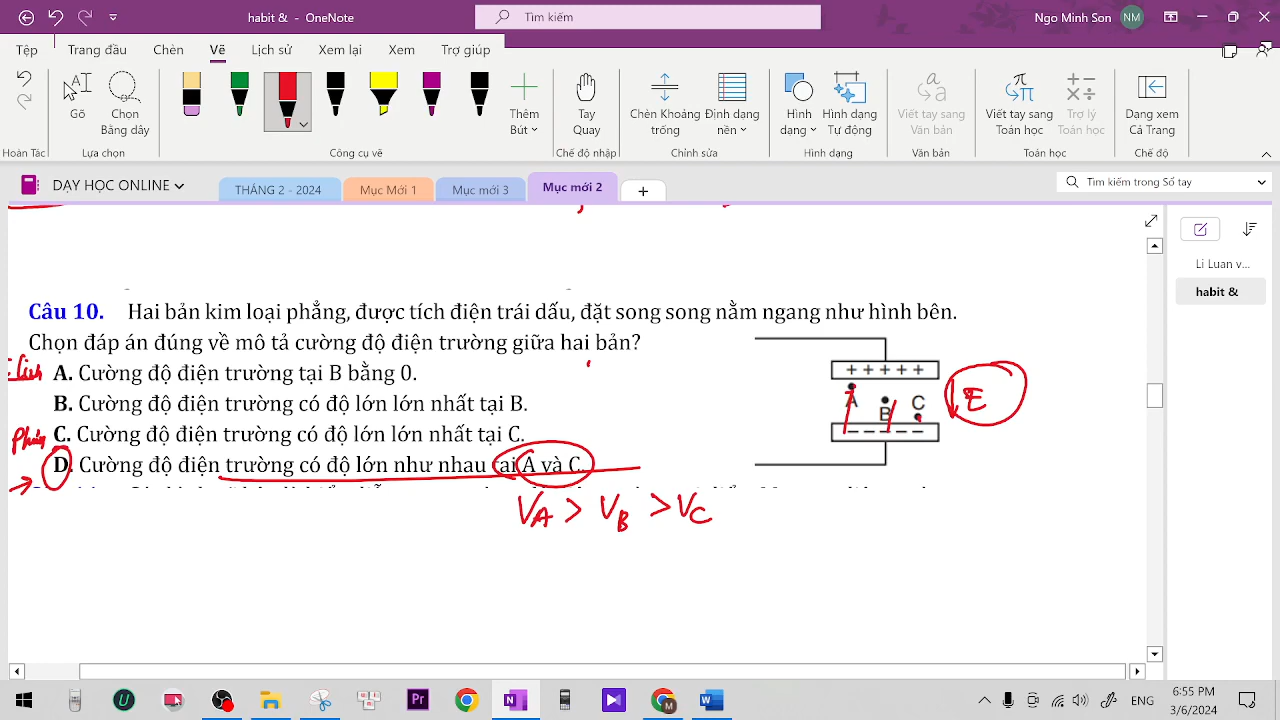 habit & - OneNote
Tìm kiếm
Ngo Minh Son
NM
Tệp
Trang đầu
Chèn
Vẽ
Lịch sử
Xem lại
Xem
Trợ giúp
Gõ
Chọn Bằng dây
Thêm Bút
Tay Quay
Chèn Khoảng trống
Định dạng nền
Hình dạng
Hình dạng Tự động
Viết tay sang Văn bản
Viết tay sang Toán học
Trợ lý Toán học
Dạng xem Cả Trang
Hoàn Tác
Lựa chọn
Công cụ vẽ
Chế độ nhập
Chỉnh sửa
Hình dạng
Văn bản
Toán học
Chế độ
DẠY HỌC ONLINE
THÁNG 2 - 2024
Mục Mới 1
Mục mới 3
Mục mới 2
+
Tìm kiếm trong Sổ tay
Li Luan v...
habit &
Câu 10. Hai bản kim loại phẳng, được tích điện trái dấu, đặt song song nằm ngang như hình bên.
Chọn đáp án đúng về mô tả cường độ điện trường giữa hai bản?
A. Cường độ điện trường tại B bằng 0.
B. Cường độ điện trường có độ lớn lớn nhất tại B.
C. Cường độ điện trường có độ lớn lớn nhất tại C.
D. Cường độ điện trường có độ lớn như nhau tại A và C.
+ + + + +
A
B
C
− − − − −
E
V_A > V_B > V_C
6:55 PM
ENG
3/6/2024